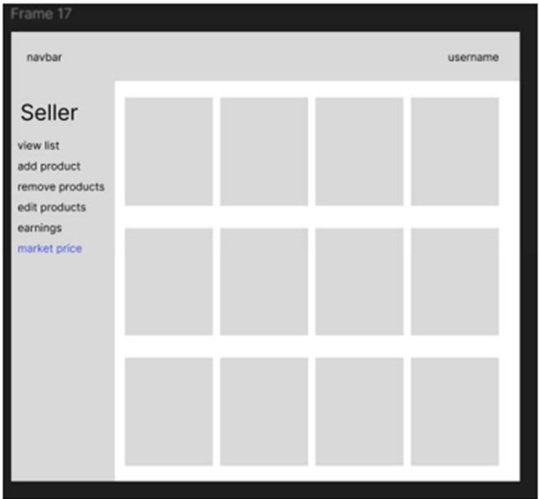 Frame 17
navbar
username
Seller
view list
add product
remove products
edit products
earnings
market price